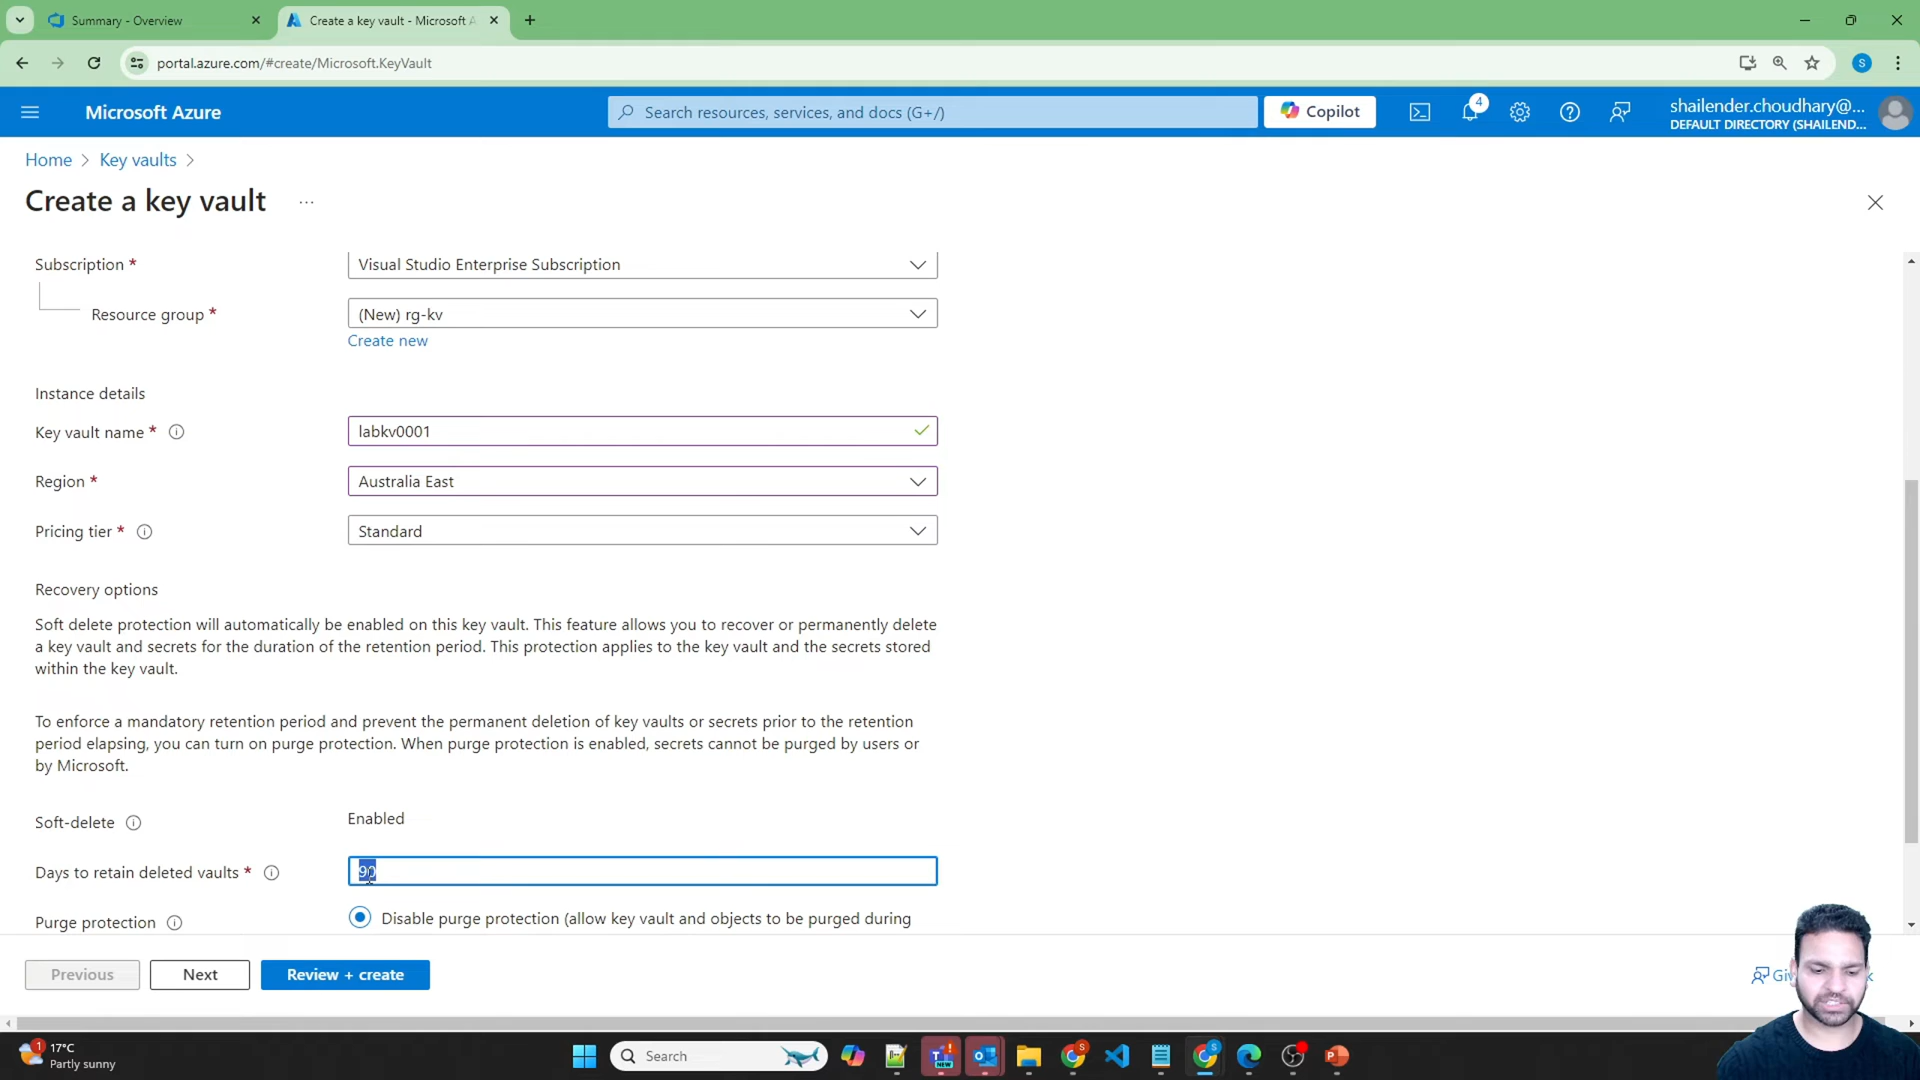 Summary - Overview
Create a key vault - Microsoft A
portal.azure.com/#create/Microsoft.KeyVault
S
Microsoft Azure
Search resources, services, and docs (G+/)
Copilot
4
shailender.choudhary@...
DEFAULT DIRECTORY (SHAILEND...
Home > Key vaults >
Create a key vault ...
Subscription *
Visual Studio Enterprise Subscription
Resource group *
(New) rg-kv
Create new
Instance details
Key vault name *
labkv0001
Region *
Australia East
Pricing tier *
Standard
Recovery options
Soft delete protection will automatically be enabled on this key vault. This feature allows you to recover or permanently delete
a key vault and secrets for the duration of the retention period. This protection applies to the key vault and the secrets stored
within the key vault.
To enforce a mandatory retention period and prevent the permanent deletion of key vaults or secrets prior to the retention
period elapsing, you can turn on purge protection. When purge protection is enabled, secrets cannot be purged by users or
by Microsoft.
Soft-delete
Enabled
Days to retain deleted vaults *
90
Purge protection
Disable purge protection (allow key vault and objects to be purged during
Previous
Next
Review + create
1
17°C
Partly sunny
Search
NEW